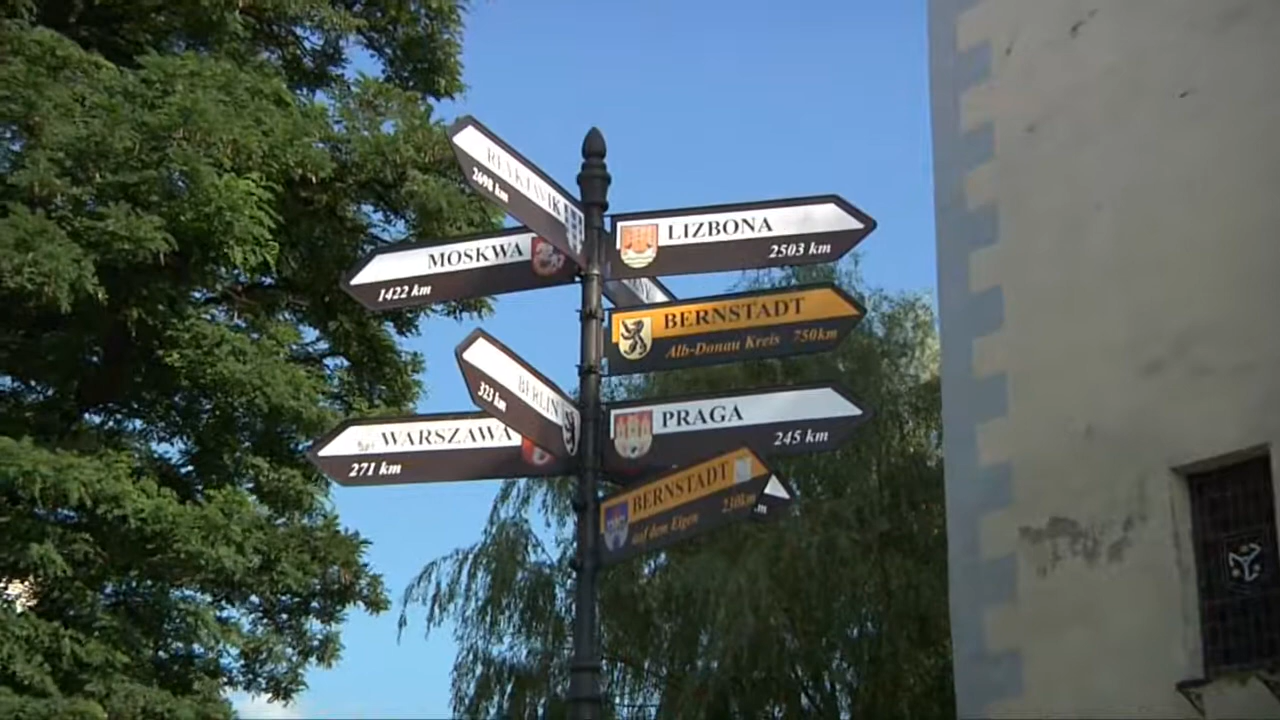 REYKJAVIK
2698 km
LIZBONA
2503 km
MOSKWA
1422 km
BERNSTADT
Alb-Donau Kreis 750km
BERLIN
323 km
PRAGA
245 km
WARSZAWA
271 km
BERNSTADT
auf dem Eigen 210km